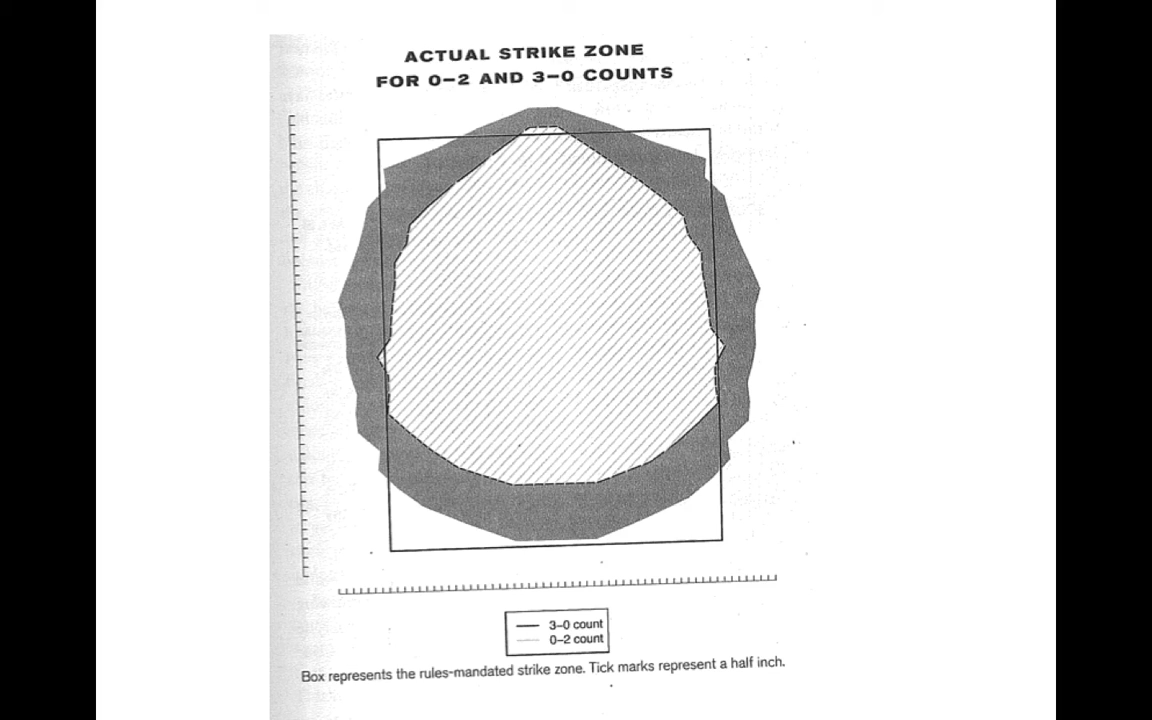 ACTUAL STRIKE ZONE
FOR 0–2 AND 3–0 COUNTS
3–0 count
0–2 count
Box represents the rules-mandated strike zone. Tick marks represent a half inch.